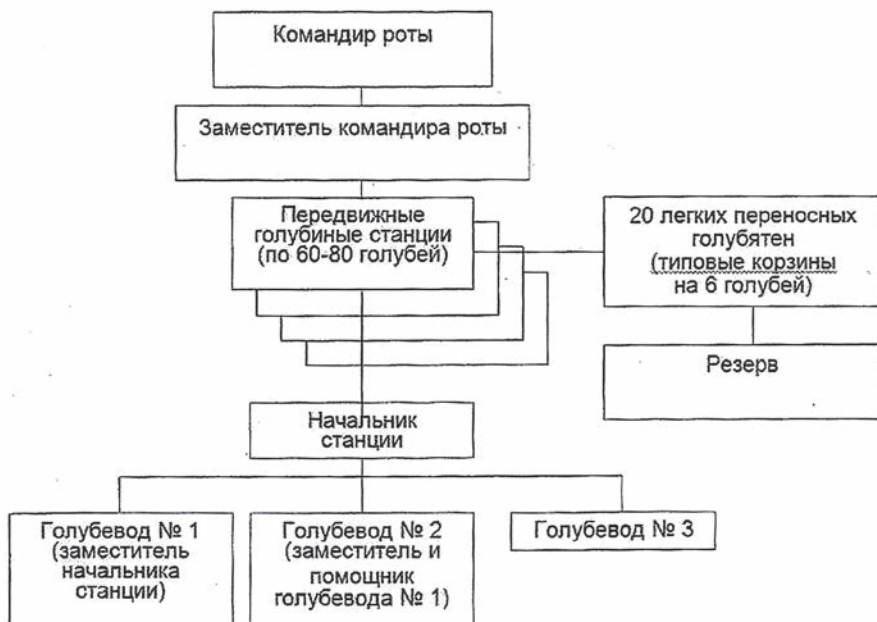 Командир роты
Заместитель командира роты
Передвижные
голубиные станции
(по 60-80 голубей)
20 легких переносных
голубятен
(типовые корзины
на 6 голубей)
Резерв
Начальник
станции
Голубевод № 1
(заместитель
начальника
станции)
Голубевод № 2
(заместитель и
помощник
голубевода № 1)
Голубевод № 3